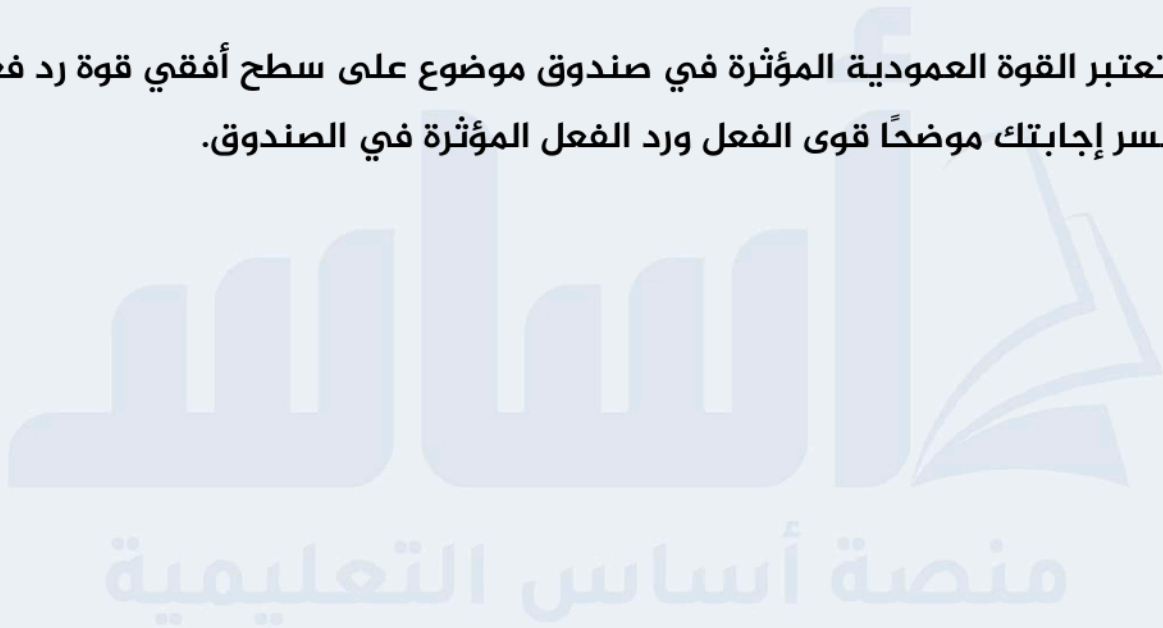 تعتبر القوة العمودية المؤثرة في صندوق موضوع على سطح أفقي قوة رد
إجابتك موضحًا قوى الفعل ورد الفعل المؤثرة في الصندوق.
أساس
منصة أساس التعليمية